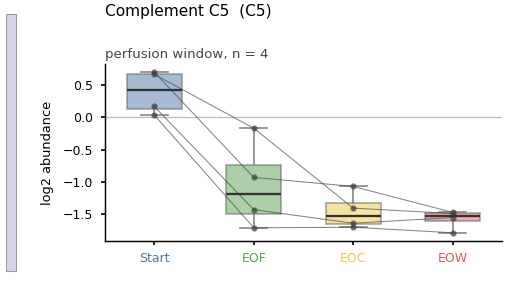 Complement C5  (C5)
perfusion window, n = 4
log2 abundance
0.5
0.0
−0.5
−1.0
−1.5
Start
EOF
EOC
EOW